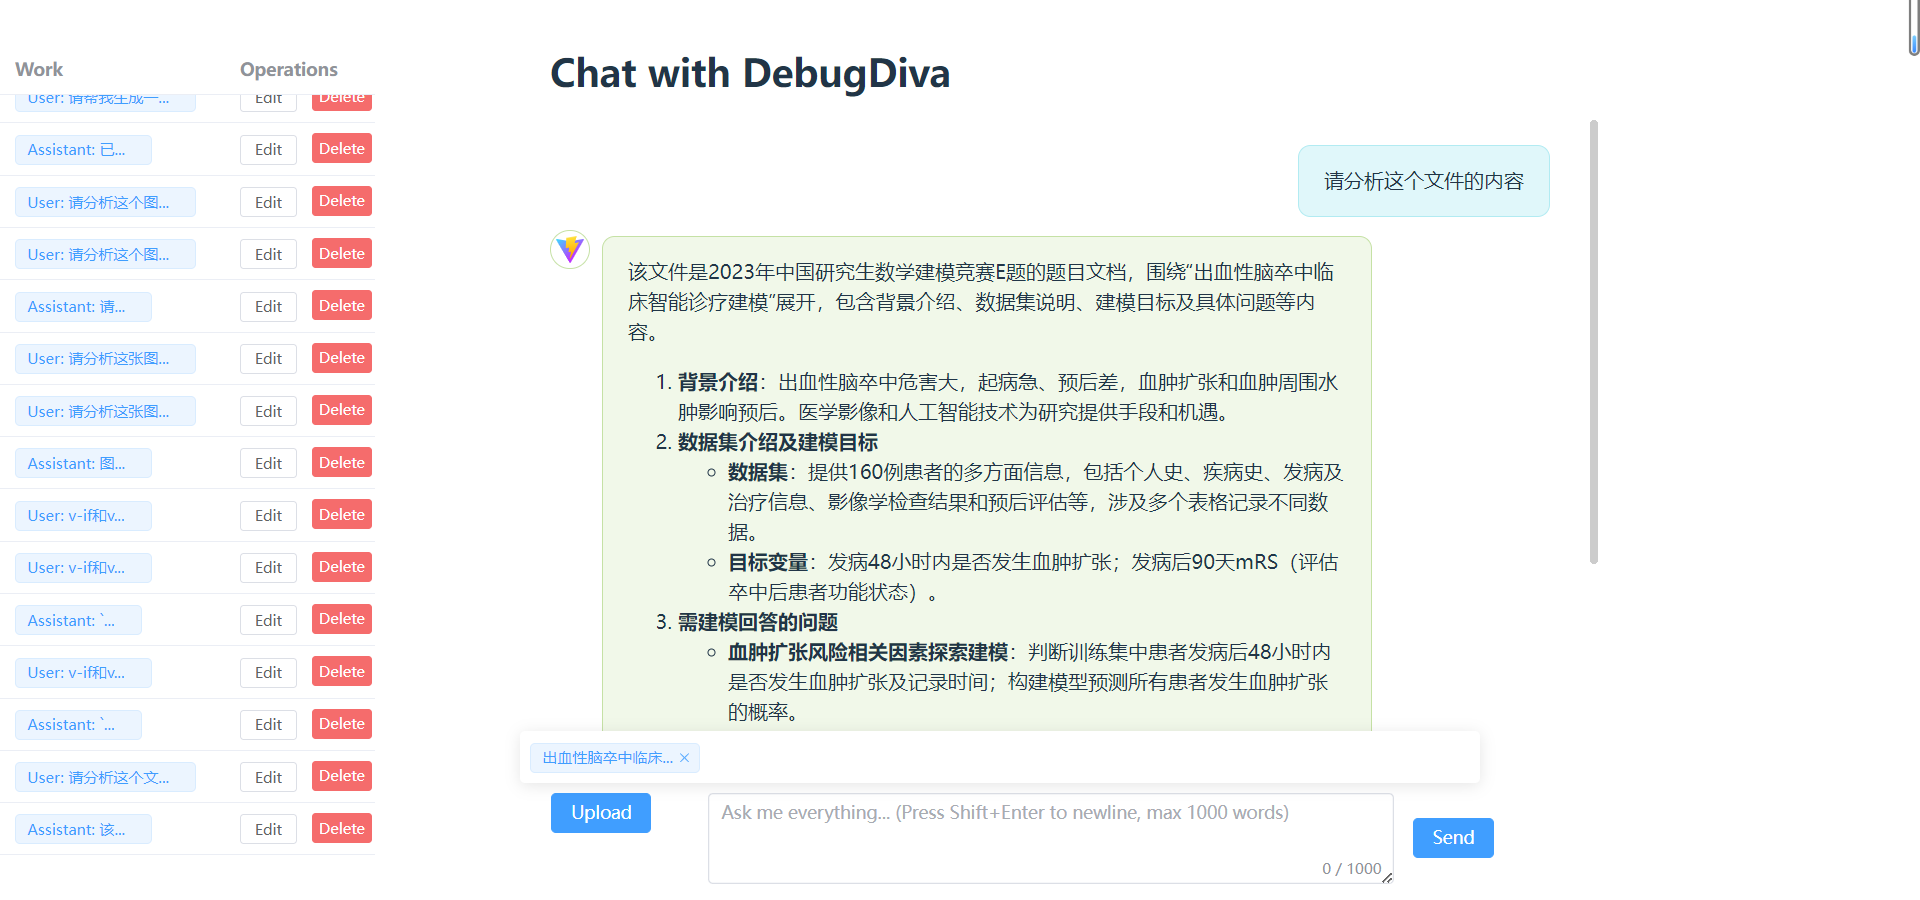 Work Operations
User: 请帮我生成一... Edit Delete
Assistant: 已... Edit Delete
User: 请分析这个图... Edit Delete
User: 请分析这个图... Edit Delete
Assistant: 请... Edit Delete
User: 请分析这张图... Edit Delete
User: 请分析这张图... Edit Delete
Assistant: 图... Edit Delete
User: v-if和v... Edit Delete
User: v-if和v... Edit Delete
Assistant: `... Edit Delete
User: v-if和v... Edit Delete
Assistant: `... Edit Delete
User: 请分析这个文... Edit Delete
Assistant: 该... Edit Delete
Chat with DebugDiva
请分析这个文件的内容
该文件是2023年中国研究生数学建模竞赛E题的题目文档，围绕“出血性脑卒中临
床智能诊疗建模”展开，包含背景介绍、数据集说明、建模目标及具体问题等内
容。
1. 背景介绍：出血性脑卒中危害大，起病急、预后差，血肿扩张和血肿周围水
肿影响预后。医学影像和人工智能技术为研究提供手段和机遇。
2. 数据集介绍及建模目标
数据集：提供160例患者的多方面信息，包括个人史、疾病史、发病及
治疗信息、影像学检查结果和预后评估等，涉及多个表格记录不同数
据。
目标变量：发病48小时内是否发生血肿扩张；发病后90天mRS（评估
卒中后患者功能状态）。
3. 需建模回答的问题
血肿扩张风险相关因素探索建模：判断训练集中患者发病后48小时内
是否发生血肿扩张及记录时间；构建模型预测所有患者发生血肿扩张
的概率。
出血性脑卒中临床...
Upload
Ask me everything... (Press Shift+Enter to newline, max 1000 words)
0 / 1000
Send